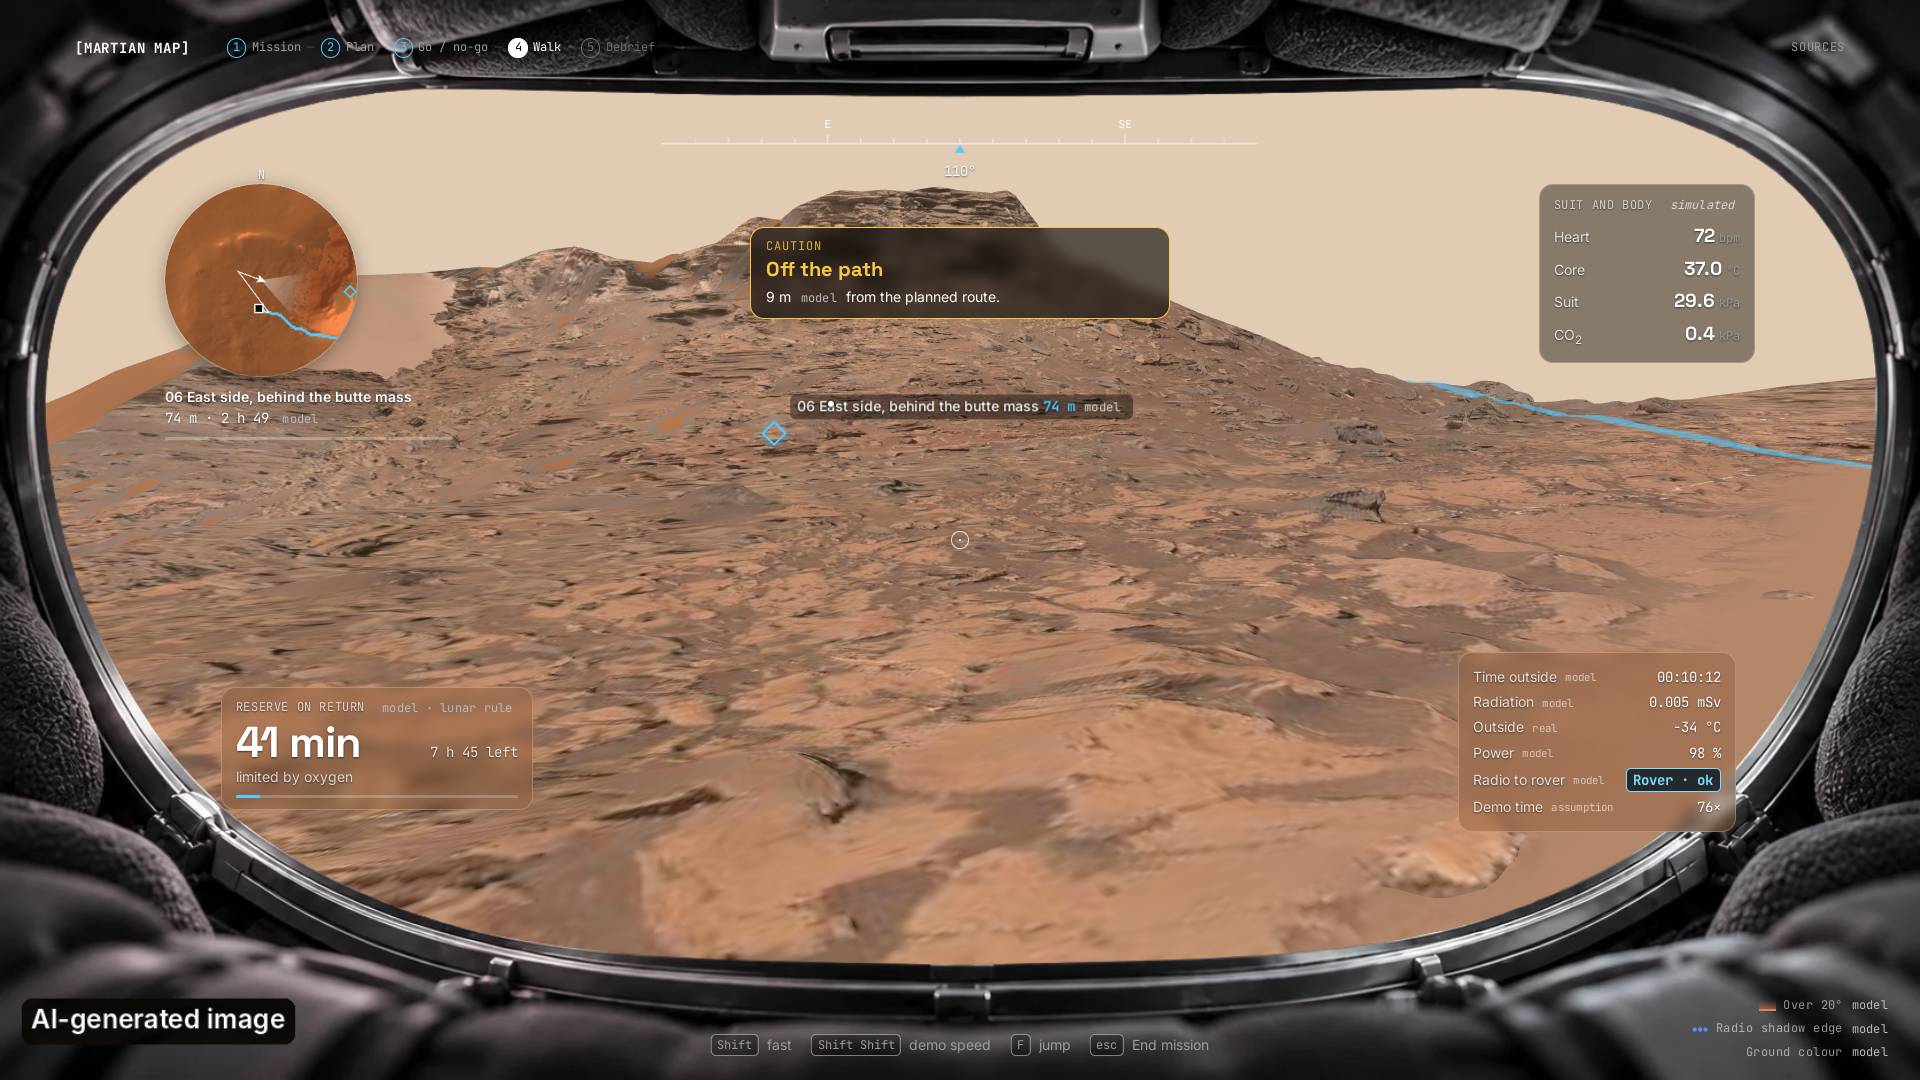 [MARTIAN MAP] 1 Mission 2 Plan 3 Go / no-go 4 Walk 5 Debrief SOURCES
E SE
110°
N
SUIT AND BODY simulated
Heart 72 bpm
Core 37.0 °C
Suit 29.6 kPa
CO2 0.4 kPa
CAUTION
Off the path
9 m model from the planned route.
06 East side, behind the butte mass
74 m · 2 h 49 model
06 East side, behind the butte mass 74 m model
RESERVE ON RETURN model · lunar rule
41 min 7 h 45 left
limited by oxygen
Time outside model 00:10:12
Radiation model 0.005 mSv
Outside real -34 °C
Power model 98 %
Radio to rover model Rover · ok
Demo time assumption 76×
AI-generated image
Shift fast Shift Shift demo speed F jump esc End mission
Over 20° model
Radio shadow edge model
Ground colour model